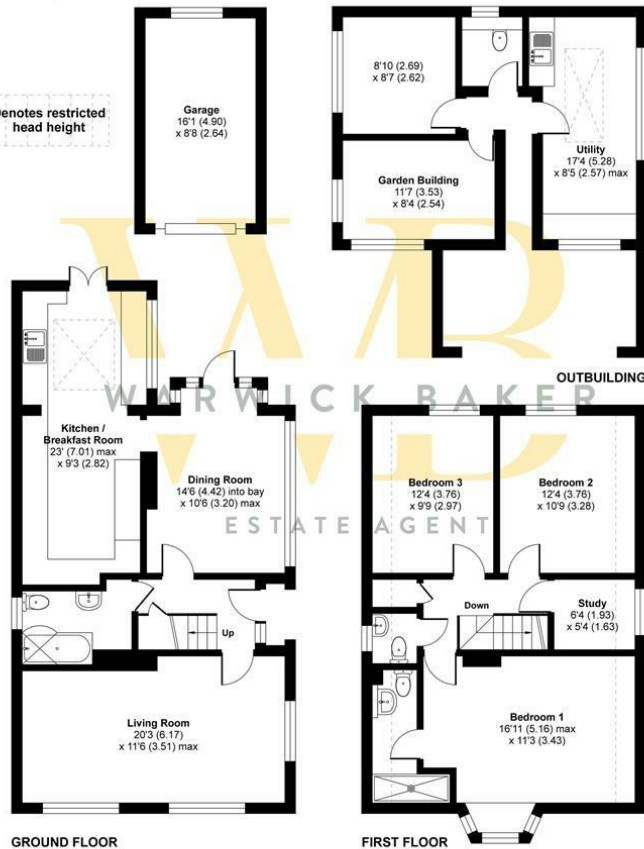 Denotes restricted
head height
Garage
16'1 (4.90)
x 8'8 (2.64)
8'10 (2.69)
x 8'7 (2.62)
Garden Building
11'7 (3.53)
x 8'4 (2.54)
Utility
17'4 (5.28)
x 8'5 (2.57) max
OUTBUILDING
WARWICK BAKER
ESTATE AGENT
Kitchen /
Breakfast Room
23' (7.01) max
x 9'3 (2.82)
Dining Room
14'6 (4.42) into bay
x 10'6 (3.20) max
Up
Living Room
20'3 (6.17)
x 11'6 (3.51) max
GROUND FLOOR
Bedroom 3
12'4 (3.76)
x 9'9 (2.97)
Bedroom 2
12'4 (3.76)
x 10'9 (3.28)
Down
Study
6'4 (1.93)
x 5'4 (1.63)
Bedroom 1
16'11 (5.16) max
x 11'3 (3.43)
FIRST FLOOR